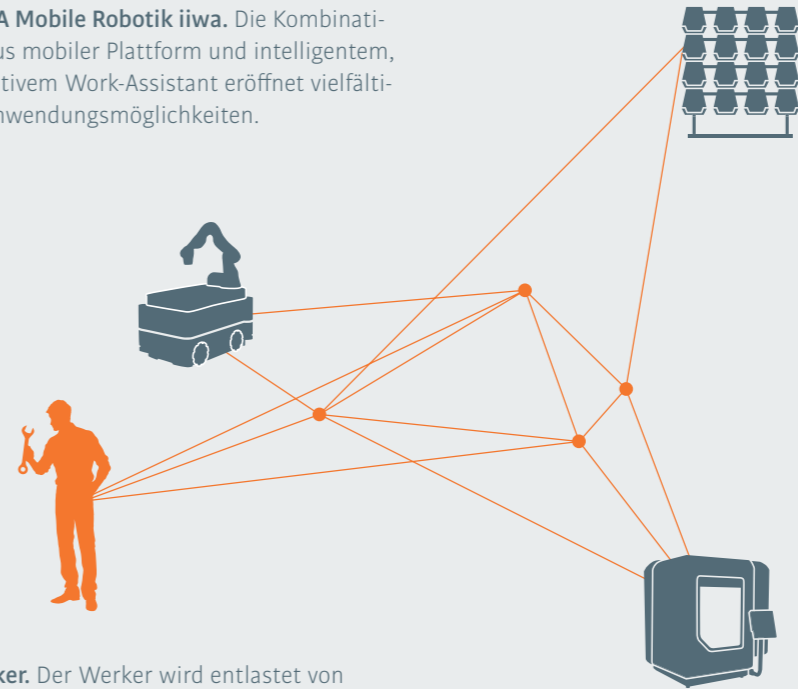 A Mobile Robotik iiwa. Die Kombinati-
us mobiler Plattform und intelligentem,
tivem Work-Assistant eröffnet vielfälti-
nwendungsmöglichkeiten.
ker. Der Werker wird entlastet von